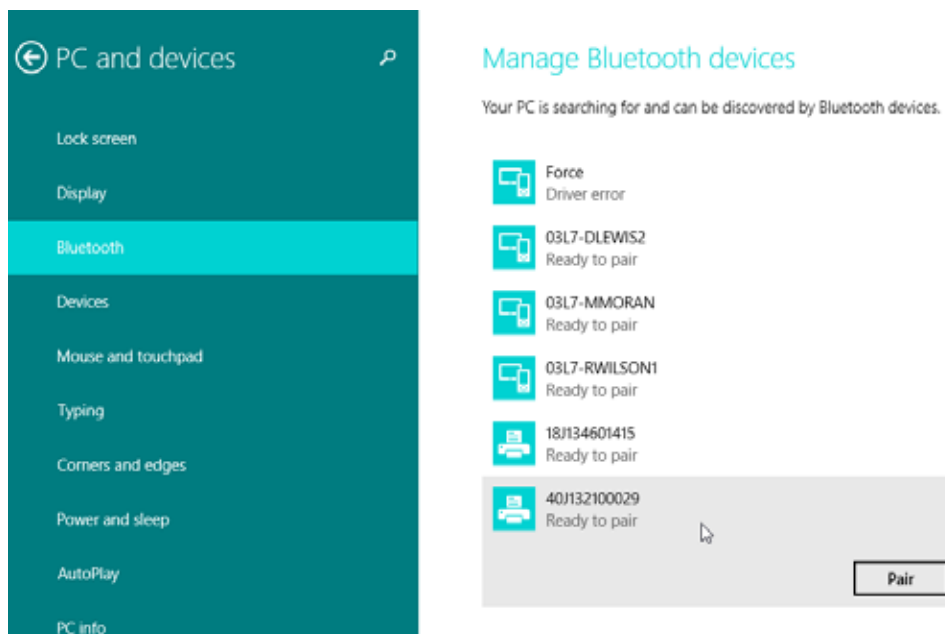 PC and devices
Lock screen
Display
Bluetooth
Devices
Mouse and touchpad
Typing
Corners and edges
Power and sleep
AutoPlay
PC info
Manage Bluetooth devices
Your PC is searching for and can be discovered by Bluetooth devices.
Force
Driver error
03L7-DLEWIS2
Ready to pair
03L7-MMORAN
Ready to pair
03L7-RWILSON1
Ready to pair
18J134601415
Ready to pair
40J132100029
Ready to pair
Pair